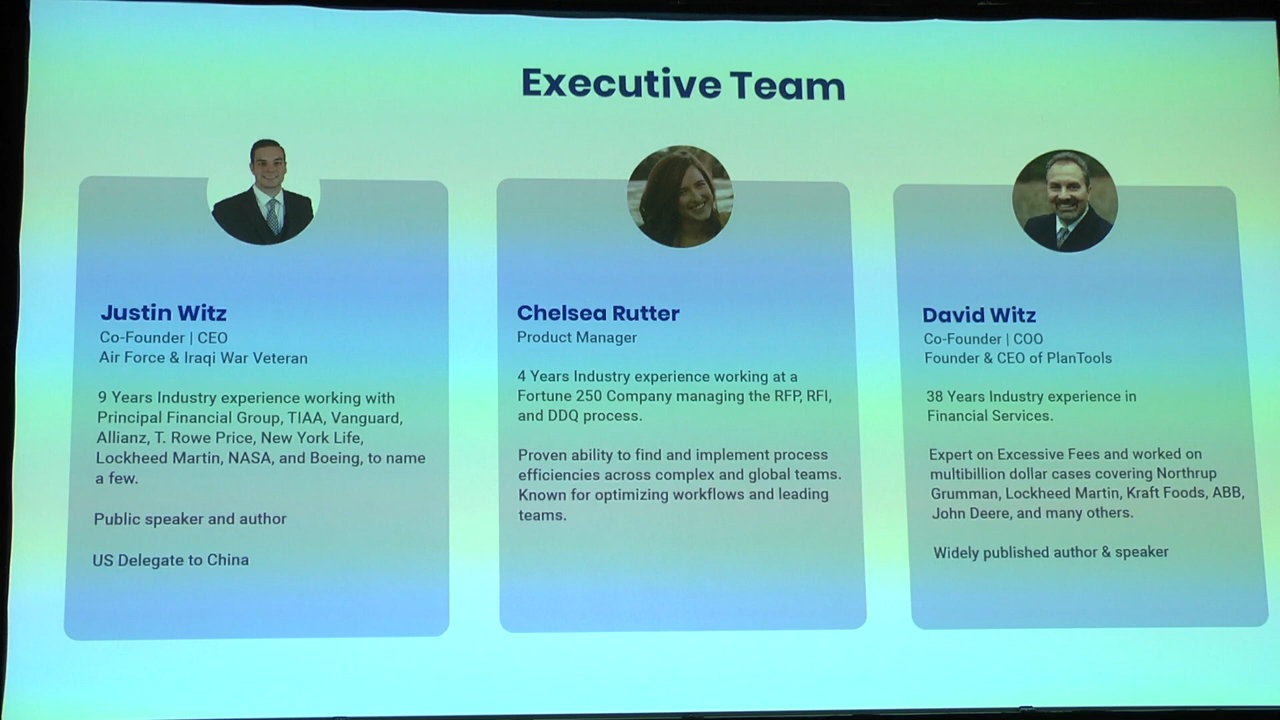 Executive Team
Justin Witz
Co-Founder | CEO
Air Force & Iraqi War Veteran
9 Years Industry experience working with
Principal Financial Group, TIAA, Vanguard,
Allianz, T. Rowe Price, New York Life,
Lockheed Martin, NASA, and Boeing, to name
a few.
Public speaker and author
US Delegate to China
Chelsea Rutter
Product Manager
4 Years Industry experience working at a
Fortune 250 Company managing the RFP, RFI,
and DDQ process.
Proven ability to find and implement process
efficiencies across complex and global teams.
Known for optimizing workflows and leading
teams.
David Witz
Co-Founder | COO
Founder & CEO of PlanTools
38 Years Industry experience in
Financial Services.
Expert on Excessive Fees and worked on
multibillion dollar cases covering Northrup
Grumman, Lockheed Martin, Kraft Foods, ABB,
John Deere, and many others.
Widely published author & speaker